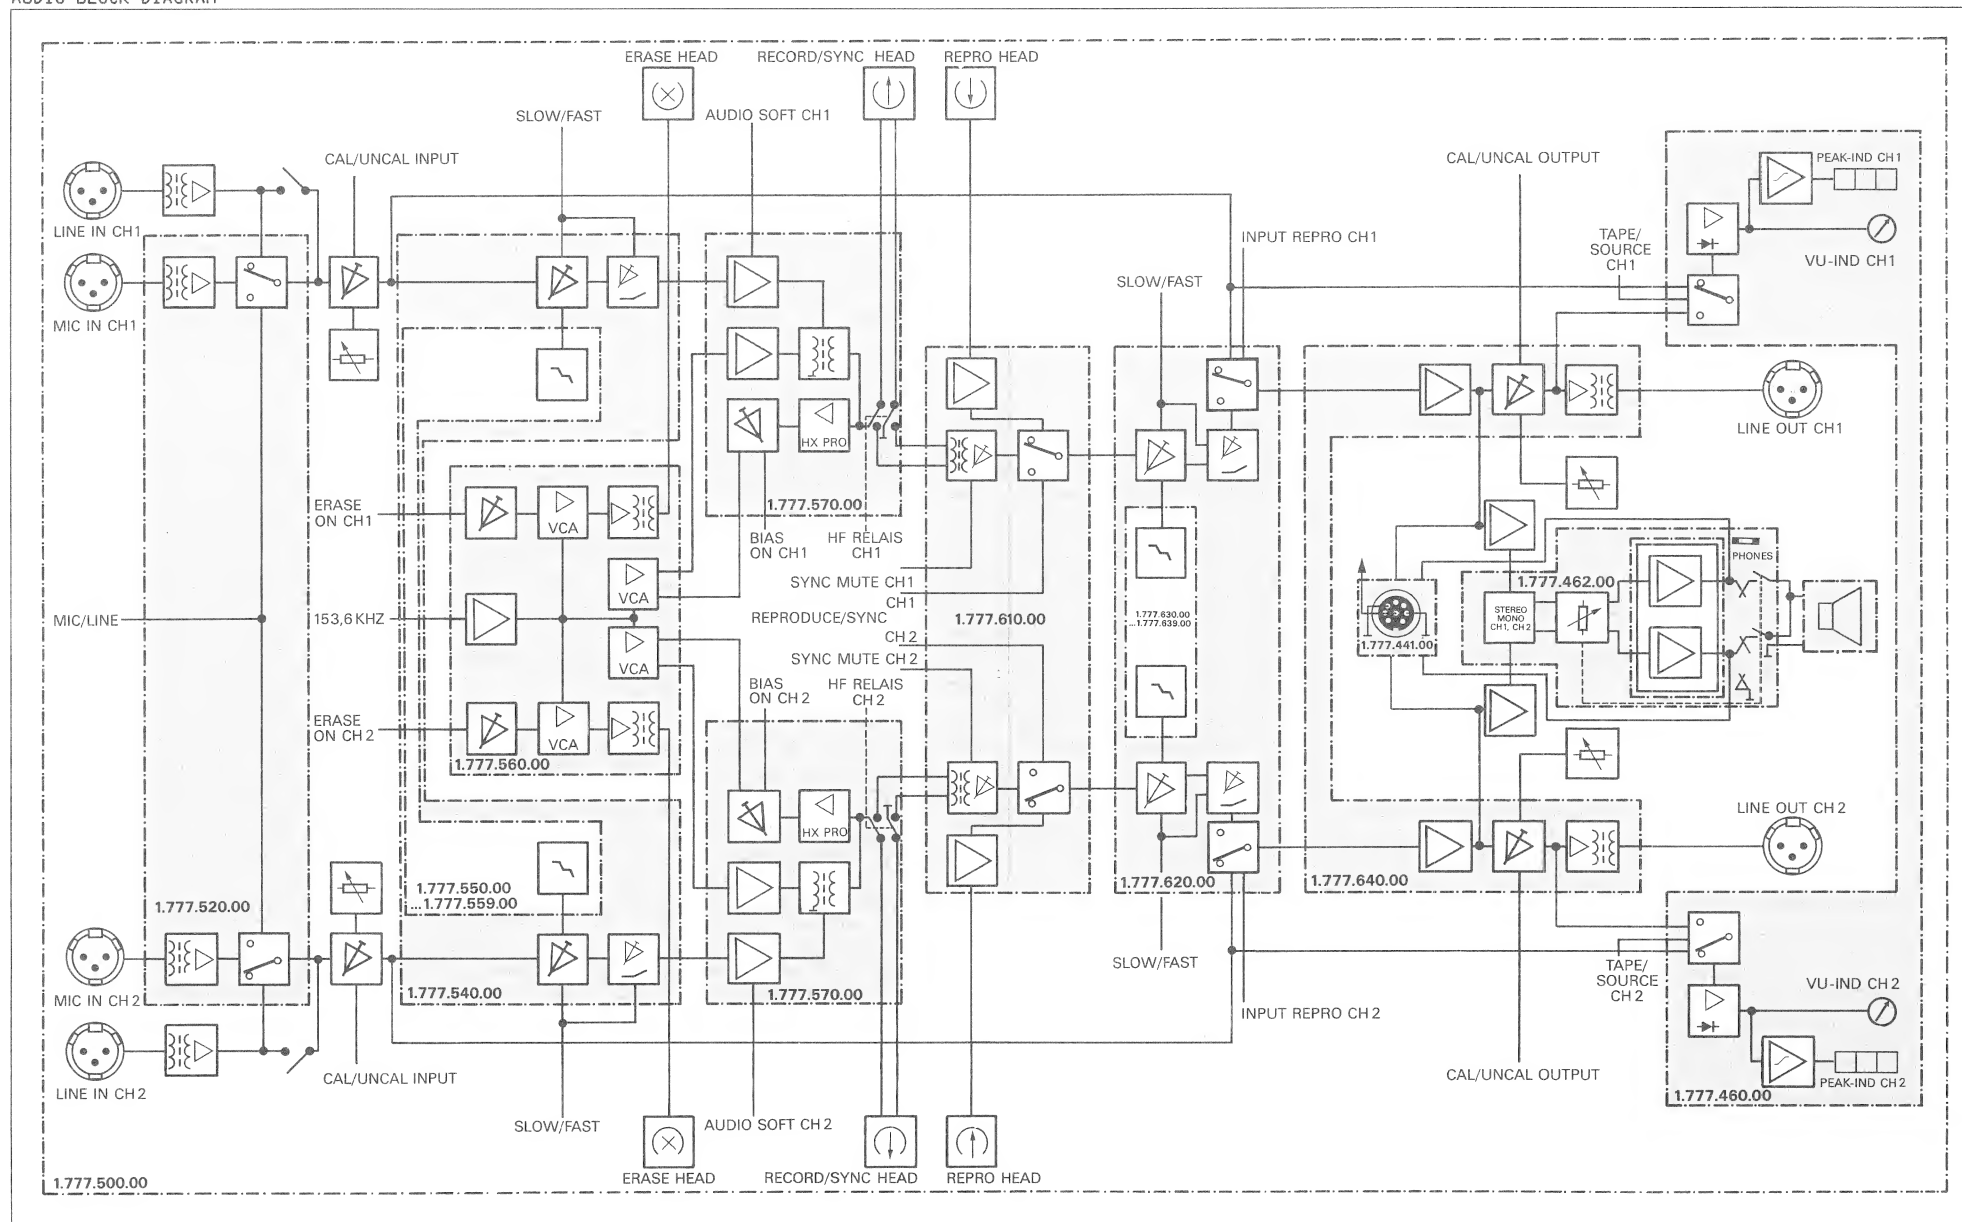 AUDIO BLOCK DIAGRAM
ERASE HEAD
RECORD/SYNC HEAD
REPRO HEAD
SLOW/FAST
AUDIO SOFT CH1
CAL/UNCAL INPUT
CAL/UNCAL OUTPUT
PEAK-IND CH1
LINE IN CH1
TAPE/
SOURCE
CH1
VU-IND CH1
INPUT REPRO CH1
SLOW/FAST
MIC IN CH1
LINE OUT CH1
HX PRO
1.777.570.00
ERASE
ON CH1
VCA
BIAS
ON CH1
HF RELAIS
CH1
PHONES
SYNC MUTE CH1
CH1
VCA
1.777.462.00
MIC/LINE
153,6 KHZ
REPRODUCE/SYNC
1.777.610.00
1.777.630.00
...1.777.639.00
STEREO
MONO
CH1, CH2
1.777.441.00
CH2
SYNC MUTE CH2
VCA
BIAS
ON CH2
HF RELAIS
CH2
ERASE
ON CH2
VCA
1.777.560.00
HX PRO
LINE OUT CH2
1.777.550.00
...1.777.559.00
1.777.620.00
1.777.640.00
1.777.520.00
SLOW/FAST
TAPE/
SOURCE
CH2
MIC IN CH2
1.777.540.00
1.777.570.00
VU-IND CH2
INPUT REPRO CH2
LINE IN CH2
CAL/UNCAL INPUT
CAL/UNCAL OUTPUT
PEAK-IND CH2
1.777.460.00
SLOW/FAST
AUDIO SOFT CH2
ERASE HEAD
RECORD/SYNC HEAD
REPRO HEAD
1.777.500.00